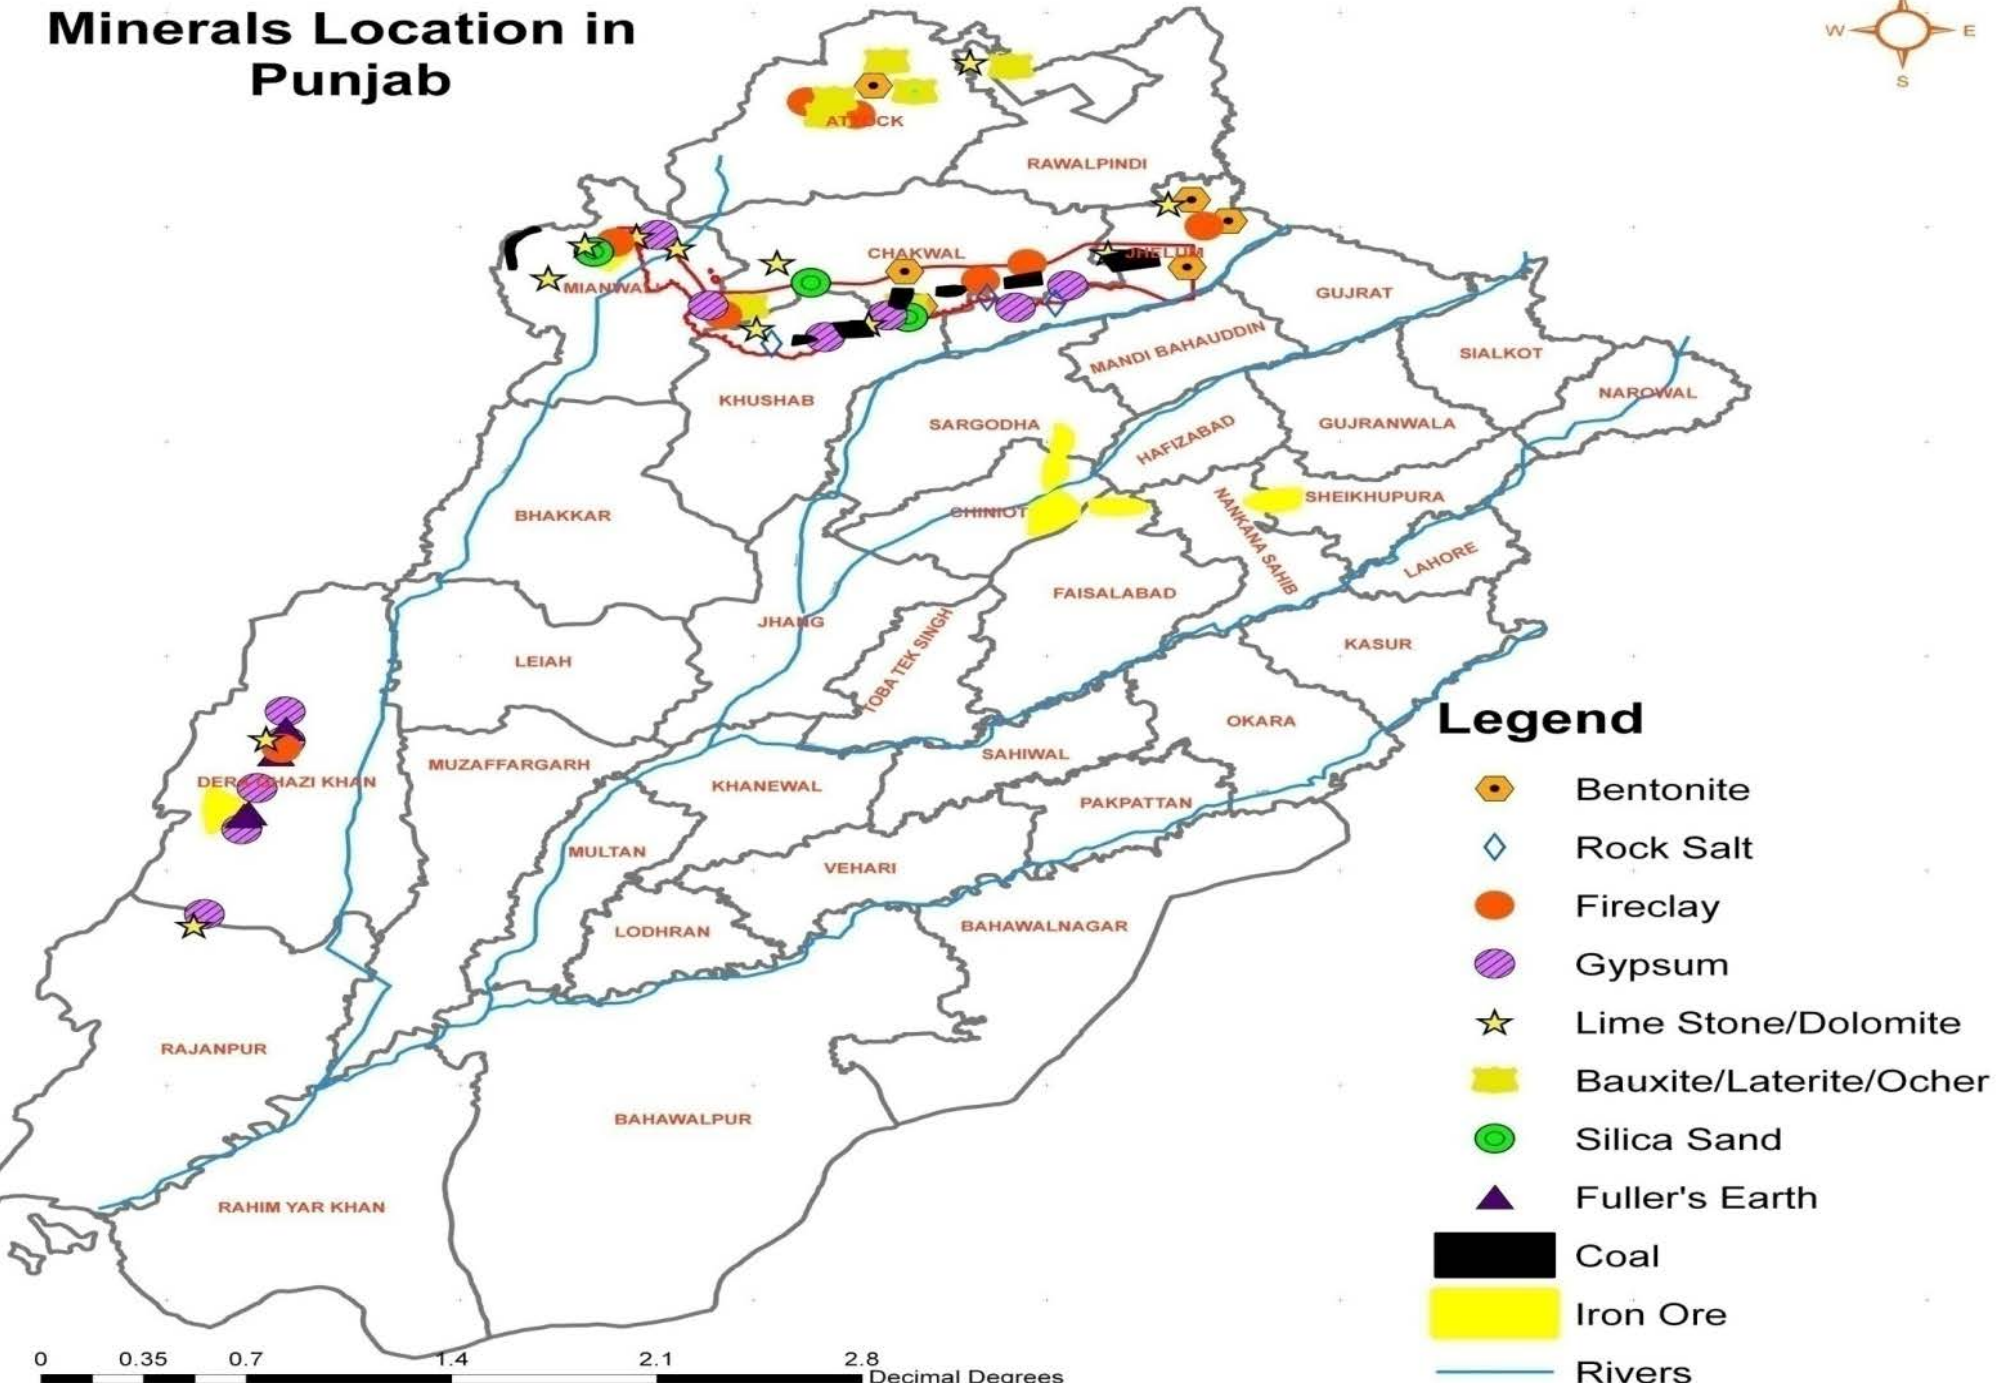 Minerals Location in
Punjab
W
E
S
ATTOCK
RAWALPINDI
CHAKWAL
JHELUM
MIANWALI
GUJRAT
MANDI BAHAUDDIN
SIALKOT
NAROWAL
KHUSHAB
SARGODHA
HAFIZABAD
GUJRANWALA
BHAKKAR
CHINIOT
SHEIKHUPURA
NANKANA SAHIB
LAHORE
FAISALABAD
JHANG
TOBA TEK SINGH
KASUR
LEIAH
OKARA
SAHIWAL
MUZAFFARGARH
DERA GHAZI KHAN
KHANEWAL
PAKPATTAN
MULTAN
VEHARI
LODHRAN
BAHAWALNAGAR
RAJANPUR
BAHAWALPUR
RAHIM YAR KHAN
Legend
Bentonite
Rock Salt
Fireclay
Gypsum
Lime Stone/Dolomite
Bauxite/Laterite/Ocher
Silica Sand
Fuller's Earth
Coal
Iron Ore
Rivers
0 0.35 0.7 1.4 2.1 2.8
Decimal Degrees